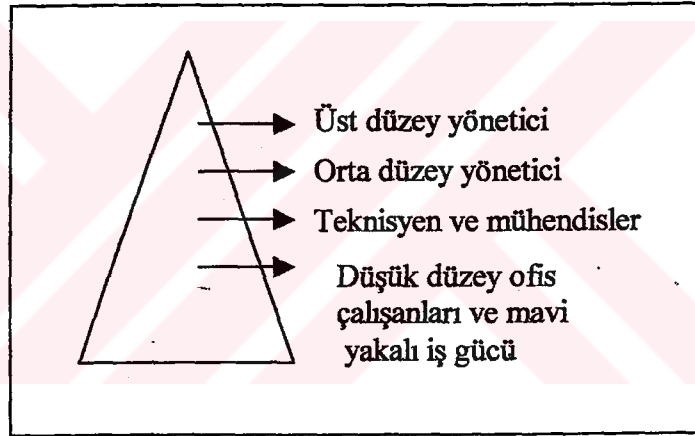 Üst düzey yönetici
Orta düzey yönetici
Teknisyen ve mühendisler
Düşük düzey ofis
çalışanları ve mavi
yakalı iş gücü